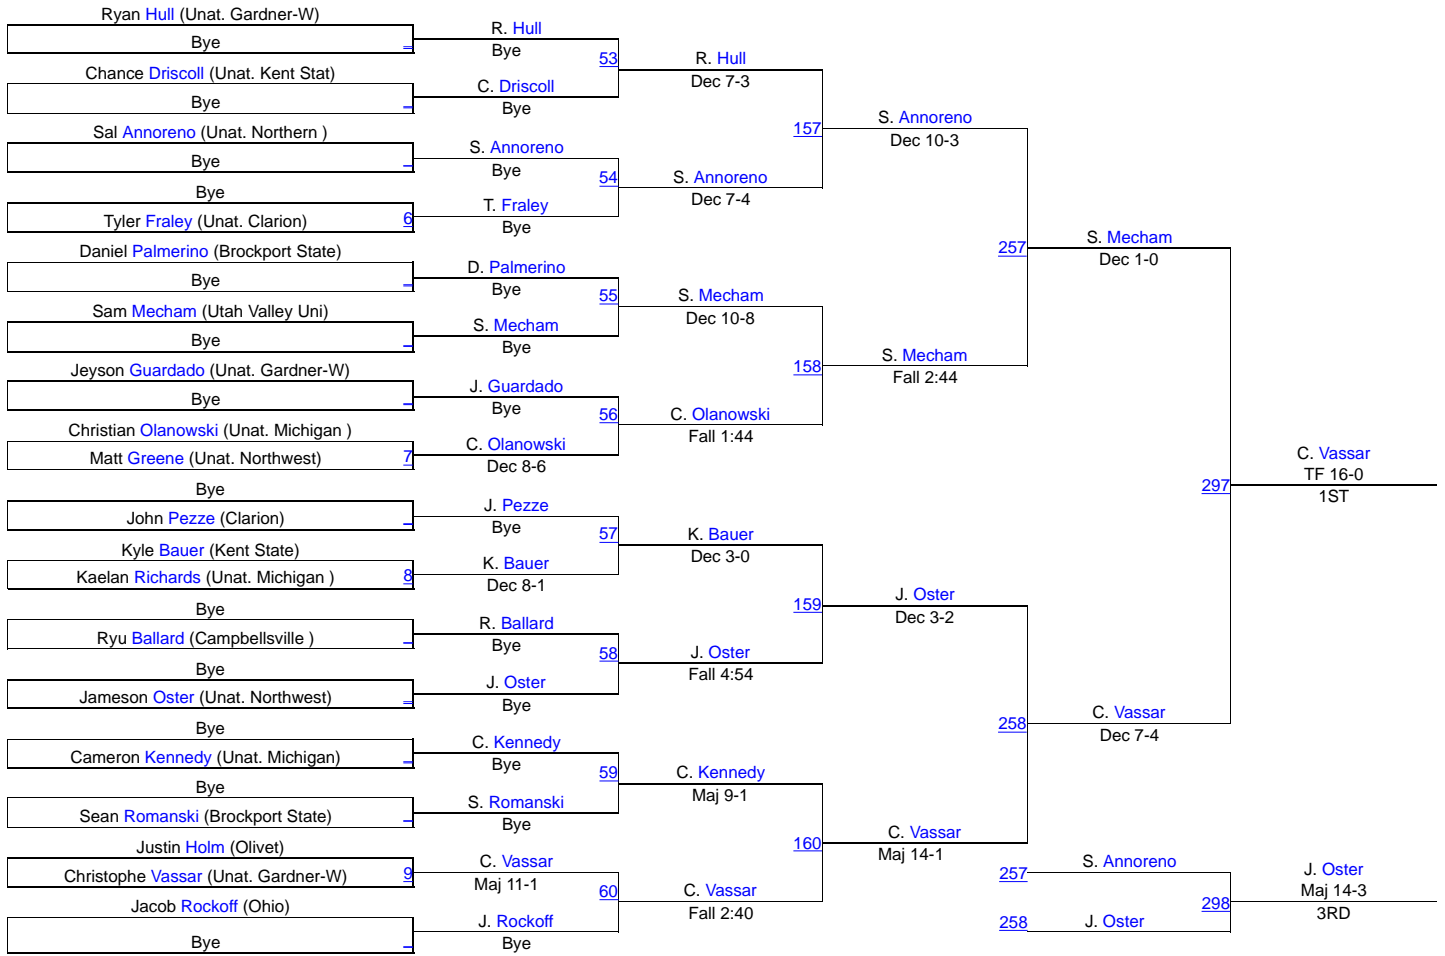 Ryan Hull (Unat. Gardner-W)
Bye
Chance Driscoll (Unat. Kent Stat)
Bye
Sal Annoreno (Unat. Northern )
Bye
Bye
Tyler Fraley (Unat. Clarion)
6
Daniel Palmerino (Brockport State)
Bye
Sam Mecham (Utah Valley Uni)
Bye
Jeyson Guardado (Unat. Gardner-W)
Bye
Christian Olanowski (Unat. Michigan )
Matt Greene (Unat. Northwest)
7
Bye
John Pezze (Clarion)
Kyle Bauer (Kent State)
Kaelan Richards (Unat. Michigan )
8
Bye
Ryu Ballard (Campbellsville )
Bye
Jameson Oster (Unat. Northwest)
Bye
Cameron Kennedy (Unat. Michigan)
Bye
Sean Romanski (Brockport State)
Justin Holm (Olivet)
Christophe Vassar (Unat. Gardner-W)
9
Jacob Rockoff (Ohio)
Bye
R. Hull
Bye
53
C. Driscoll
Bye
S. Annoreno
Bye
54
T. Fraley
Bye
D. Palmerino
Bye
55
S. Mecham
Bye
J. Guardado
Bye
56
C. Olanowski
Dec 8-6
J. Pezze
Bye
57
K. Bauer
Dec 8-1
R. Ballard
Bye
58
J. Oster
Bye
C. Kennedy
Bye
59
S. Romanski
Bye
C. Vassar
Maj 11-1
60
J. Rockoff
Bye
R. Hull
Dec 7-3
157
S. Annoreno
Dec 7-4
S. Mecham
Dec 10-8
158
C. Olanowski
Fall 1:44
K. Bauer
Dec 3-0
159
J. Oster
Fall 4:54
C. Kennedy
Maj 9-1
160
C. Vassar
Fall 2:40
S. Annoreno
Dec 10-3
257
S. Mecham
Fall 2:44
J. Oster
Dec 3-2
258
C. Vassar
Maj 14-1
S. Mecham
Dec 1-0
297
C. Vassar
Dec 7-4
C. Vassar
TF 16-0
1ST
257
S. Annoreno
298
258
J. Oster
J. Oster
Maj 14-3
3RD